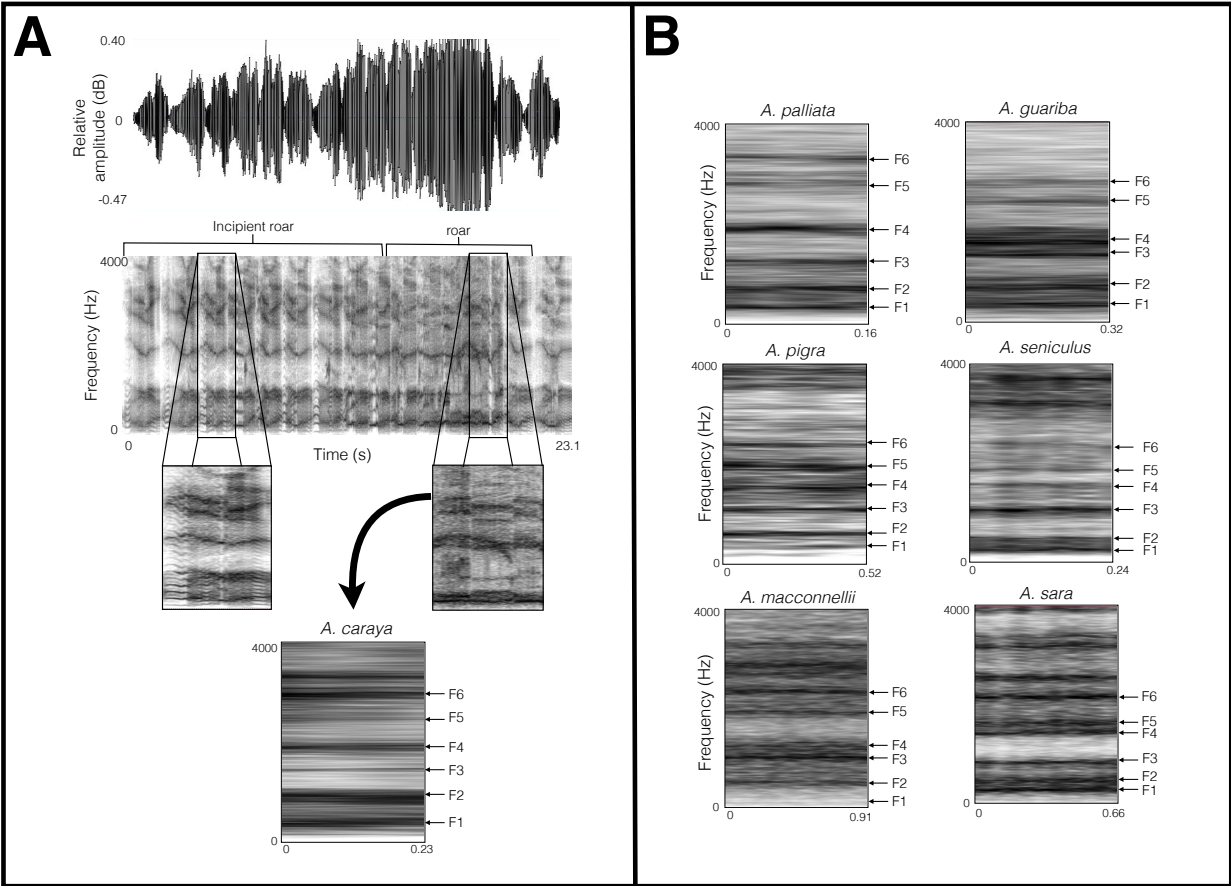 A
0.40
Relative
amplitude (dB)
0
-0.47
Incipient roar
roar
4000
Frequency (Hz)
0
0
Time (s)
23.1
A. caraya
4000
F6
F5
F4
F3
F2
F1
0
0
0.23
B
A. palliata
4000
Frequency (Hz)
F6
F5
F4
F3
F2
F1
0
0
0.16
A. guariba
4000
F6
F5
F4
F3
F2
F1
0
0
0.32
A. pigra
4000
Frequency (Hz)
F6
F5
F4
F3
F2
F1
0
0
0.52
A. seniculus
4000
F6
F5
F4
F3
F2
F1
0
0
0.24
A. macconnellii
4000
Frequency (Hz)
F6
F5
F4
F3
F2
F1
0
0
0.91
A. sara
4000
F6
F5
F4
F3
F2
F1
0
0
0.66